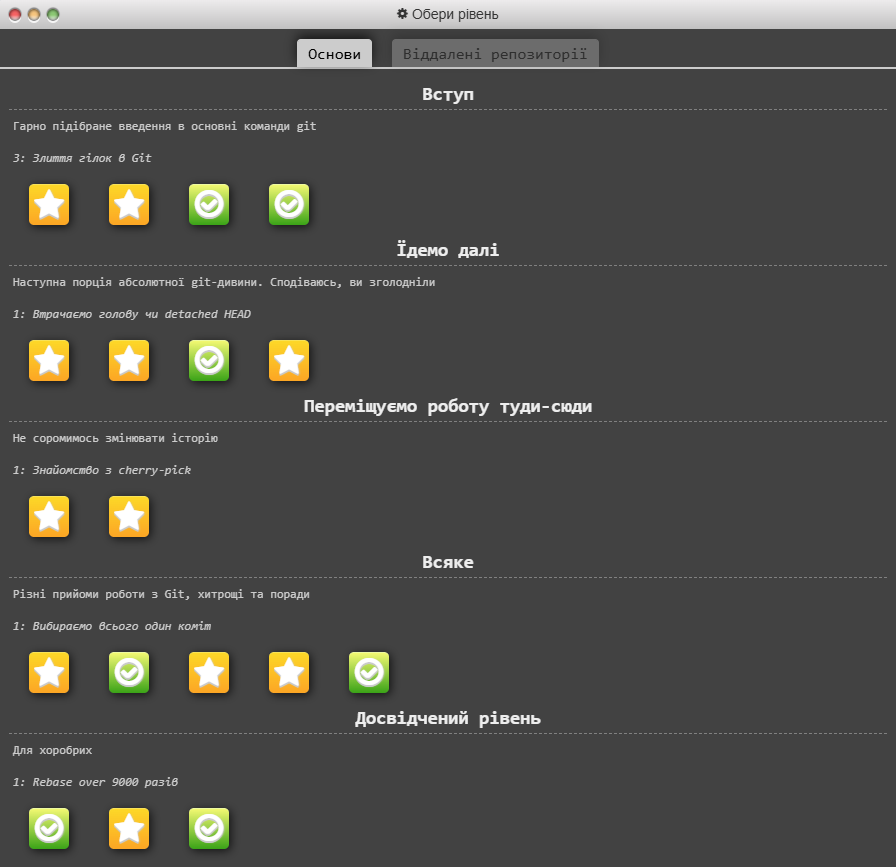 Обери рівень
Основи
Віддалені репозиторії
Вступ
Гарно підібране введення в основні команди git
3: Злиття гілок в Git
Їдемо далі
Наступна порція абсолютної git-дивини. Сподіваюсь, ви зголодніли
1: Втрачаємо голову чи detached HEAD
Переміщуємо роботу туди-сюди
Не соромимось змінювати історію
1: Знайомство з cherry-pick
Всяке
Різні прийоми роботи з Git, хитрощі та поради
1: Вибираємо всього один коміт
Досвідчений рівень
Для хоробрих
1: Rebase over 9000 разів